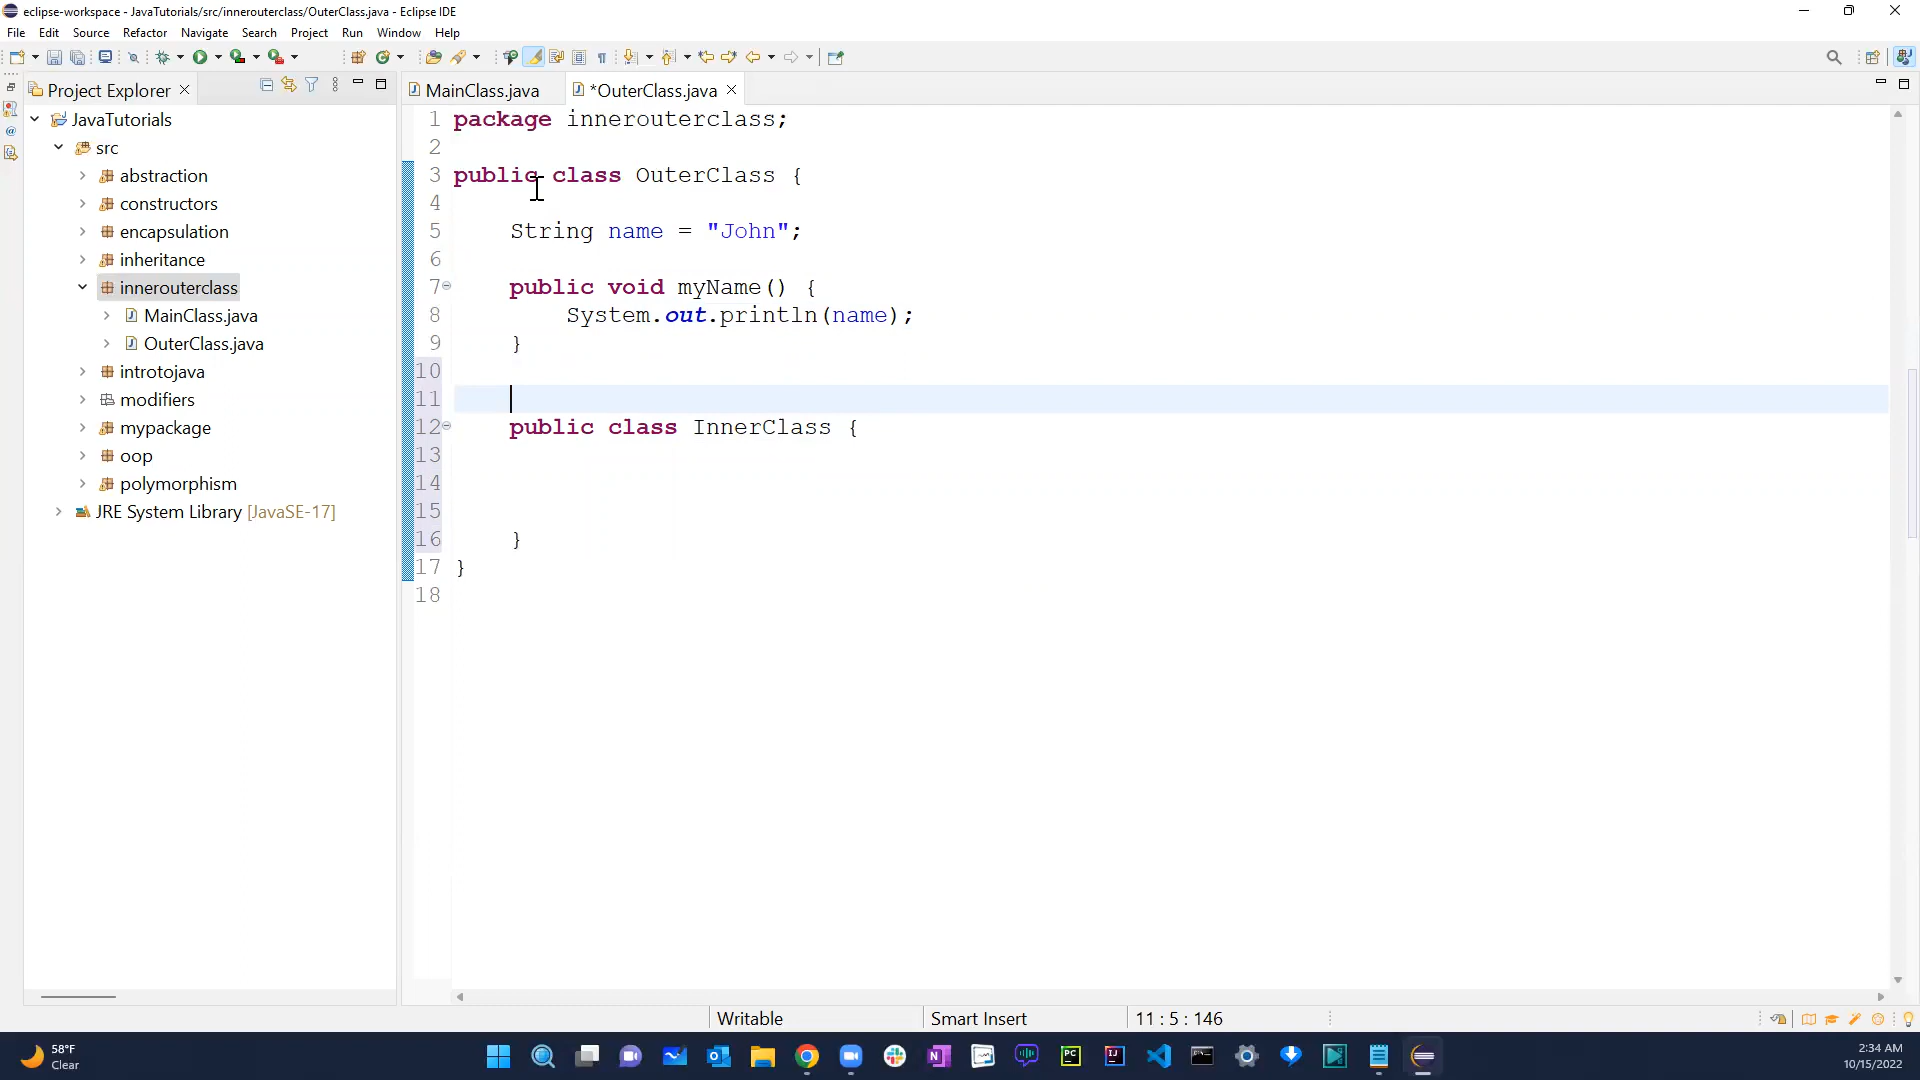 eclipse-workspace - JavaTutorials/src/innerouterclass/OuterClass.java - Eclipse IDE
File Edit Source Refactor Navigate Search Project Run Window Help
Project Explorer
JavaTutorials
src
abstraction
constructors
encapsulation
inheritance
innerouterclass
MainClass.java
OuterClass.java
introtojava
modifiers
mypackage
oop
polymorphism
JRE System Library [JavaSE-17]
MainClass.java *OuterClass.java
1 package innerouterclass;
2
3 public class OuterClass {
4
5 String name = "John";
6
7 public void myName() {
8 System.out.println(name);
9 }
10
11
12 public class InnerClass {
13
14
15
16 }
17 }
18
Writable Smart Insert 11 : 5 : 146
58°F
Clear
2:34 AM
10/15/2022